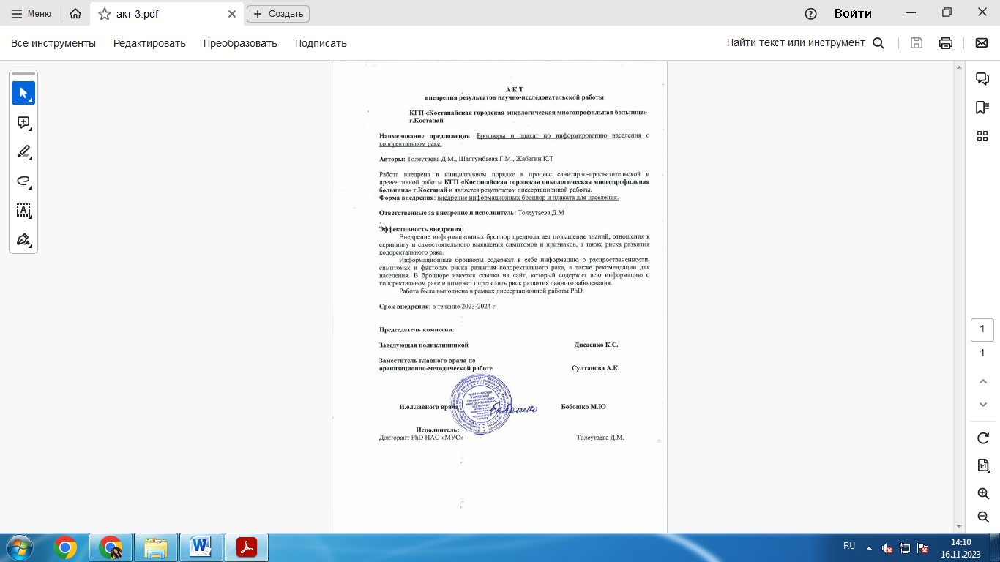 Меню
акт 3.pdf
Создать
Войти
Все инструменты
Редактировать
Преобразовать
Подписать
Найти текст или инструмент
А К Т
внедрения результатов научно-исследовательской работы
КГП «Костанайская городская онкологическая многопрофильная больница»
г.Костанай
Наименование предложения: Брошюры и плакат по информированию населения о
колоректальном раке.
Авторы: Толеутаева Д.М., Шалгумбаева Г.М., Жабагин К.Т
Работа внедрена в инициативном порядке в процесс санитарно-просветительской и
превентивной работы КГП «Костанайская городская онкологическая многопрофильная
больница» г.Костанай и является результатом диссертационной работы.
Форма внедрения: внедрение информационных брошюр и плаката для населения.
Ответственные за внедрение и исполнитель: Толеутаева Д.М
Эффективность внедрения:
Внедрение информационных брошюр предполагает повышение знаний, отношения к
скринингу и самостоятельного выявления симптомов и признаков, а также риска развития
колоректального рака.
Информационные брошюры содержат в себе информацию о распространенности,
симптомах и факторах риска развития колоректального рака, а также рекомендации для
населения. В брошюре имеется ссылка на сайт, который содержит всю информацию о
колоректальном раке и поможет определить риск развития данного заболевания.
Работа была выполнена в рамках диссертационной работы PhD.
Срок внедрения: в течение 2023-2024 г.
Председатель комиссии:
Заведующая поликлинникой Дисаенко К.С.
Заместитель главного врача по
оранизационно-методической работе Султанова А.К.
И.о.главного врача Бобошко М.Ю
Исполнитель:
Докторант PhD НАО «МУС» Толеутаева Д.М.
1
1
1:1
RU
14:10
16.11.2023